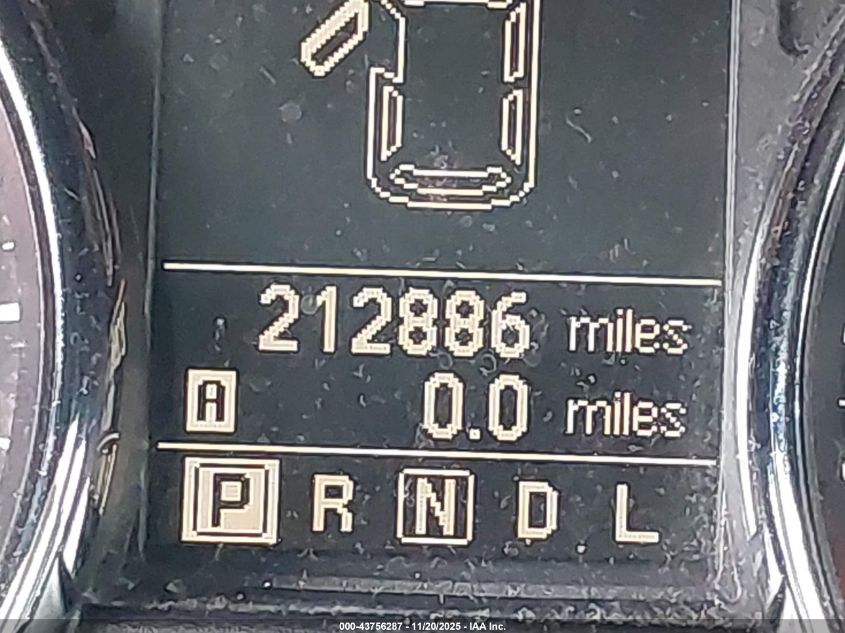 212886 miles
A 0.0 miles
P R N D L
000-43756287 - 11/20/2025 - IAA Inc.